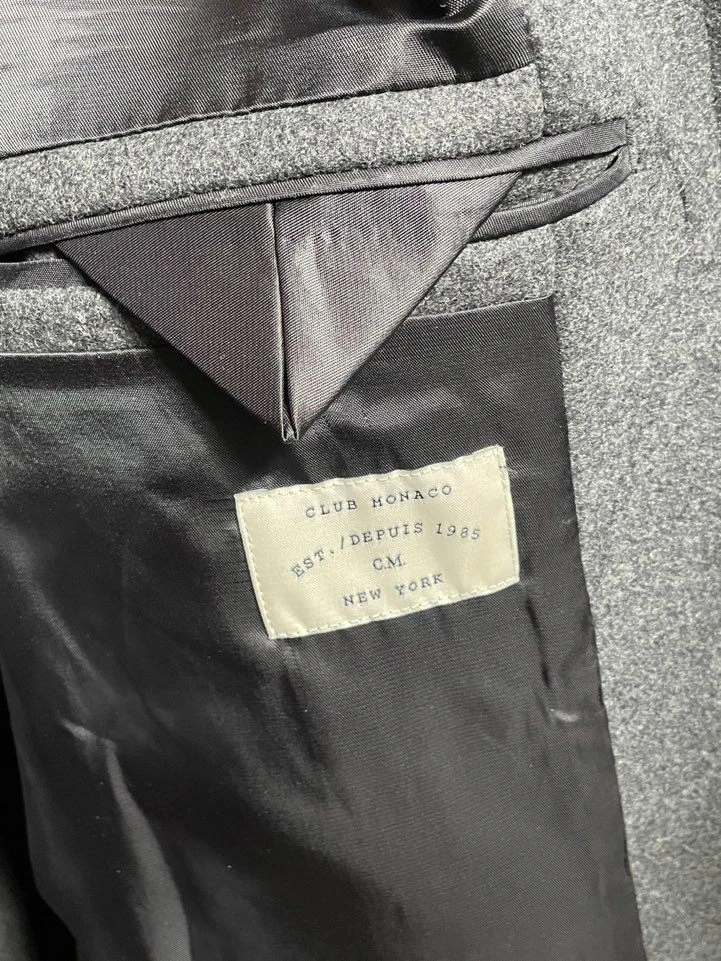 CLUB MONACO
EST./DEPUIS 1985
C.M.
NEW YORK